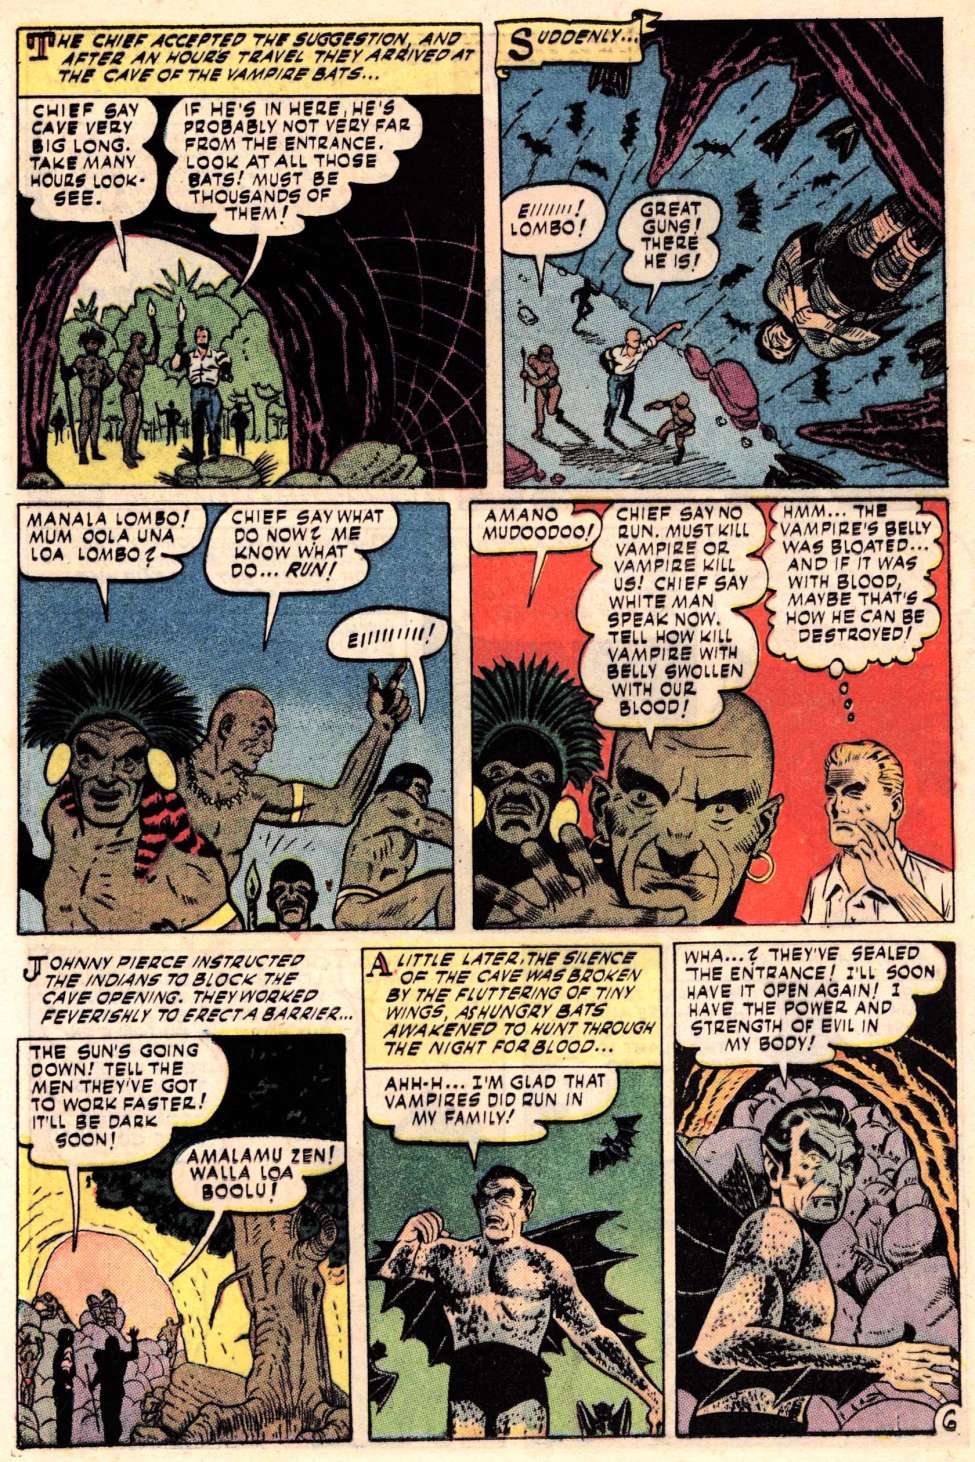 THE CHIEF ACCEPTED THE SUGGESTION, AND
AFTER AN HOUR'S TRAVEL THEY ARRIVED AT
THE CAVE OF THE VAMPIRE BATS...
CHIEF SAY
CAVE VERY
BIG LONG.
TAKE MANY
HOURS LOOK-
SEE.
IF HE'S IN HERE, HE'S
PROBABLY NOT VERY FAR
FROM THE ENTRANCE.
LOOK AT ALL THOSE
BATS! MUST BE
THOUSANDS OF
THEM!
SUDDENLY...
EIIIIIII!
LOMBO!
GREAT
GUNS!
THERE
HE IS!
MANALA LOMBO!
MUM OOLA UNA
LOA LOMBO?
CHIEF SAY WHAT
DO NOW? ME
KNOW WHAT
DO... RUN!
EIIIIIIIII!
AMANO
MUDOODOO!
CHIEF SAY NO
RUN. MUST KILL
VAMPIRE OR
VAMPIRE KILL
US! CHIEF SAY
WHITE MAN
SPEAK NOW.
TELL HOW KILL
VAMPIRE WITH
BELLY SWOLLEN
WITH OUR
BLOOD!
HMM... THE
VAMPIRE'S BELLY
WAS BLOATED...
AND IF IT WAS
WITH BLOOD,
MAYBE THAT'S
HOW HE CAN BE
DESTROYED!
JOHNNY PIERCE INSTRUCTED
THE INDIANS TO BLOCK THE
CAVE OPENING. THEY WORKED
FEVERISHLY TO ERECT A BARRIER...
THE SUN'S GOING
DOWN! TELL THE
MEN THEY'VE GOT
TO WORK FASTER!
IT'LL BE DARK
SOON!
AMALAMU ZEN!
WALLA LOA
BOOLU!
A LITTLE LATER, THE SILENCE
OF THE CAVE WAS BROKEN
BY THE FLUTTERING OF TINY
WINGS, AS HUNGRY BATS
AWAKENED TO HUNT THROUGH
THE NIGHT FOR BLOOD...
AHH-H... I'M GLAD THAT
VAMPIRES DID RUN IN
MY FAMILY!
WHA...? THEY'VE SEALED
THE ENTRANCE! I'LL SOON
HAVE IT OPEN AGAIN! I
HAVE THE POWER AND
STRENGTH OF EVIL IN
MY BODY!
6